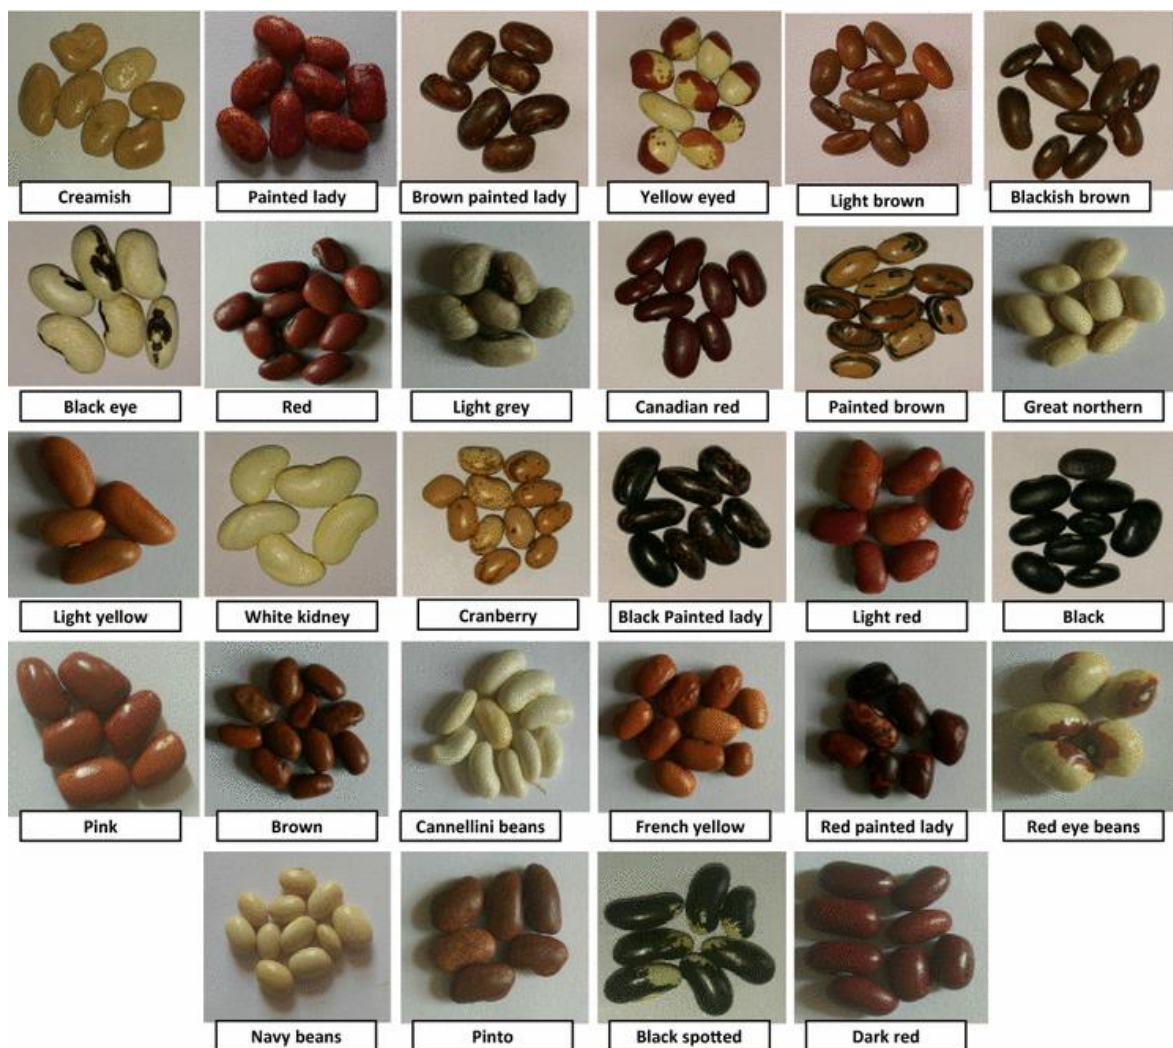 Creamish
Painted lady
Brown painted lady
Yellow eyed
Light brown
Blackish brown
Black eye
Red
Light grey
Canadian red
Painted brown
Great northern
Light yellow
White kidney
Cranberry
Black Painted lady
Light red
Black
Pink
Brown
Cannellini beans
French yellow
Red painted lady
Red eye beans
Navy beans
Pinto
Black spotted
Dark red